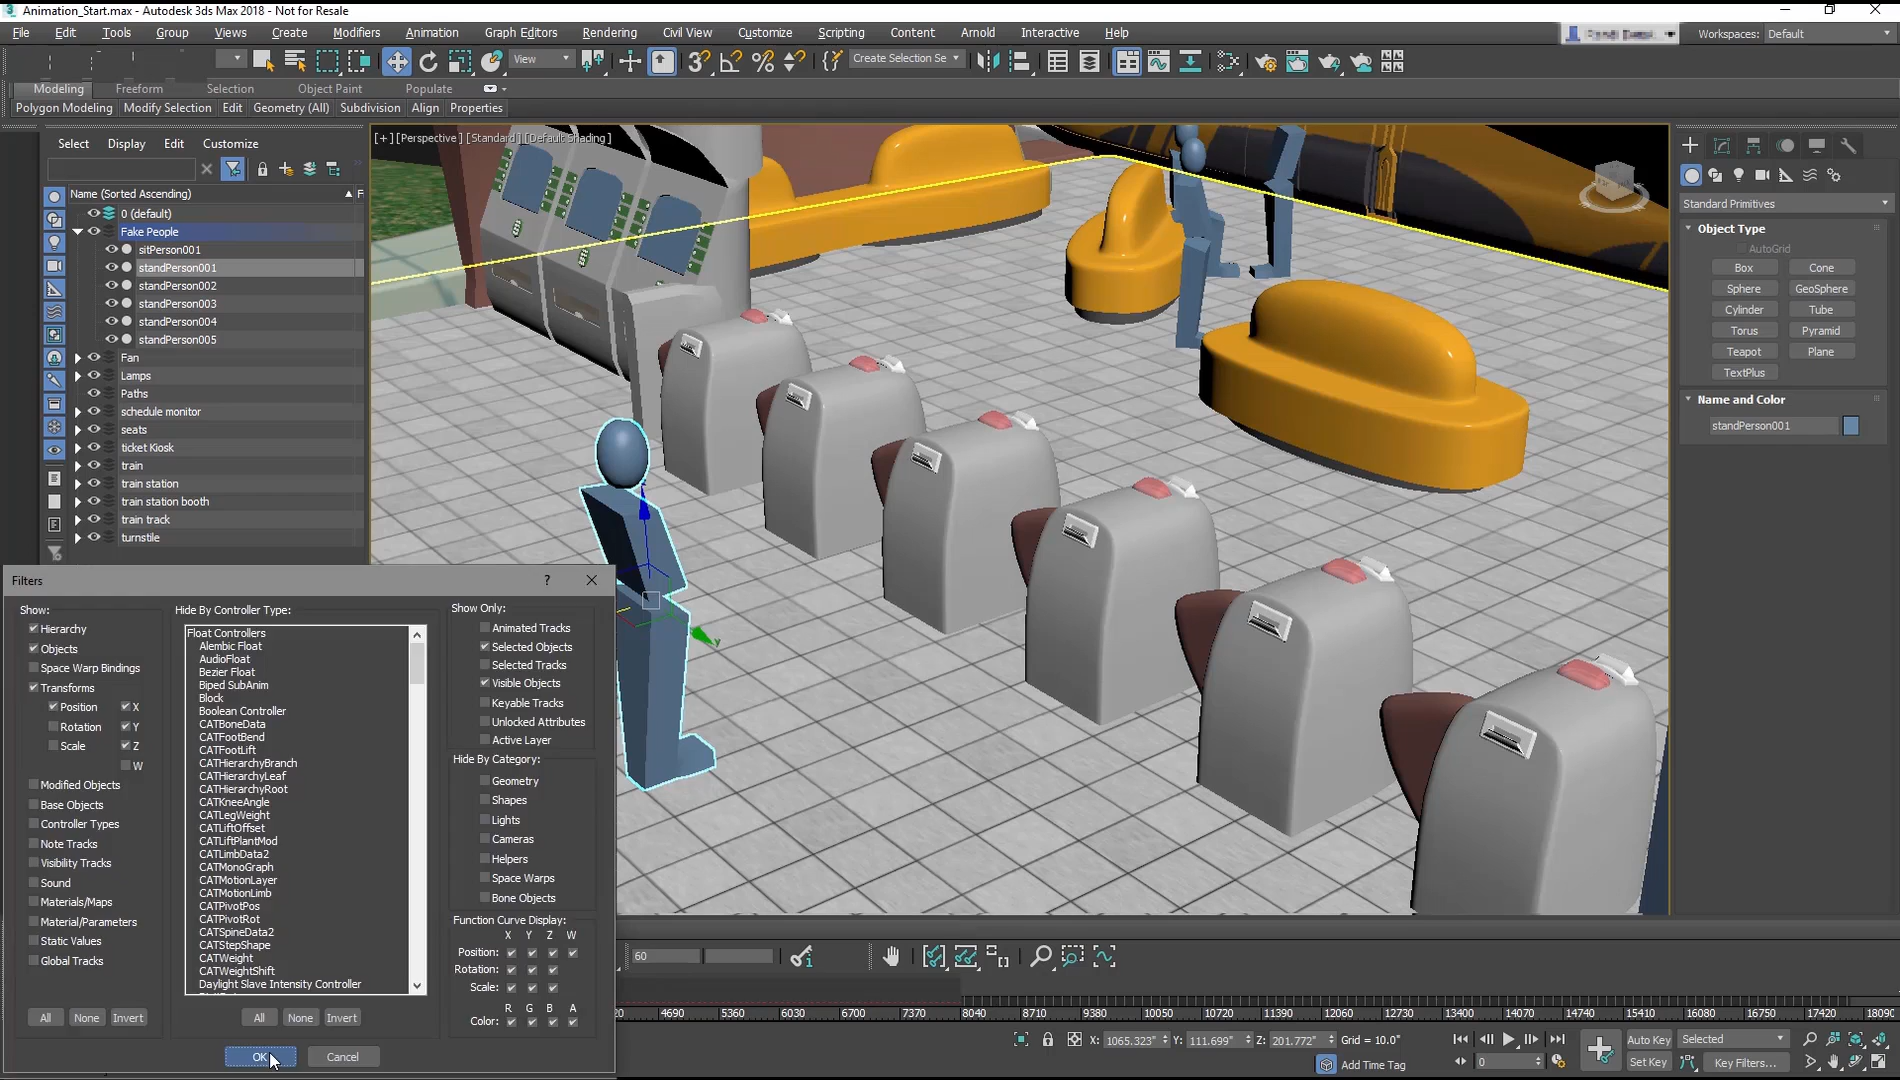 Animation_Start.max - Autodesk 3ds Max 2018 - Not for Resale
File Edit Tools Group Views Create Modifiers Animation Graph Editors Rendering Civil View Customize Scripting Content Arnold Interactive Help
Workspaces: Default
View
Create Selection Se
Modeling Freeform Selection Object Paint Populate
Polygon Modeling Modify Selection Edit Geometry (All) Subdivision Align Properties
Select Display Edit Customize
[+] [Perspective] [Standard] [Default Shading]
Name (Sorted Ascending) F
0 (default)
Fake People
sitPerson001
standPerson001
standPerson002
standPerson003
standPerson004
standPerson005
Fan
Lamps
Paths
schedule monitor
seats
ticket Kiosk
train
train station
train station booth
train track
turnstile
Standard Primitives
Object Type
AutoGrid
Box Cone
Sphere GeoSphere
Cylinder Tube
Torus Pyramid
Teapot Plane
TextPlus
Name and Color
standPerson001
Filters ?
Show:
Hierarchy
Objects
Space Warp Bindings
Transforms
Position X
Rotation Y
Scale Z
W
Modified Objects
Base Objects
Controller Types
Note Tracks
Visibility Tracks
Sound
Materials/Maps
Material/Parameters
Static Values
Global Tracks
All None Invert
Hide By Controller Type:
Float Controllers
Alembic Float
AudioFloat
Bezier Float
Biped SubAnim
Block
Boolean Controller
CATBoneData
CATFootBend
CATFootLift
CATHierarchyBranch
CATHierarchyLeaf
CATHierarchyRoot
CATKneeAngle
CATLegWeight
CATLiftOffset
CATLiftPlantMod
CATLimbData2
CATMonoGraph
CATMotionLayer
CATMotionLimb
CATPivotPos
CATPivotRot
CATSpineData2
CATStepShape
CATWeight
CATWeightShift
Daylight Slave Intensity Controller
All None Invert
Show Only:
Animated Tracks
Selected Objects
Selected Tracks
Visible Objects
Keyable Tracks
Unlocked Attributes
Active Layer
Hide By Category:
Geometry
Shapes
Lights
Cameras
Helpers
Space Warps
Bone Objects
Function Curve Display:
X Y Z W
Position:
Rotation:
Scale:
R G B A
Color:
OK Cancel
y
60
20 4690 5360 6030 6700 7370 8040 8710 9380 10050 10720 11390 12060 12730 13400 14070 14740 15410 16080 16750 17420 18090
X: 1065.323" Y: 111.699" Z: 201.772" Grid = 10.0"
Add Time Tag
0
Auto Key Selected
Set Key Key Filters...